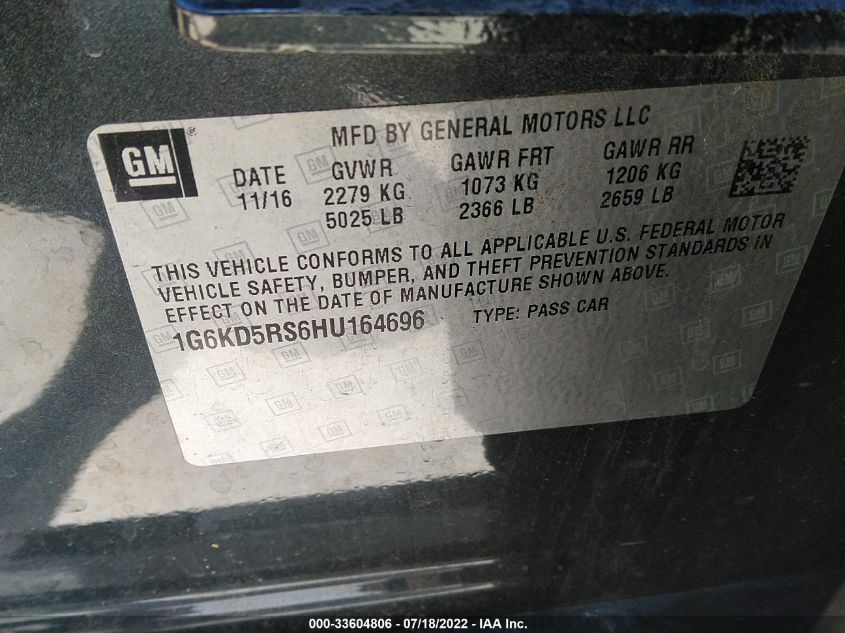 GM
MFD BY GENERAL MOTORS LLC
DATE GVWR GAWR FRT GAWR RR
11/16 2279 KG 1073 KG 1206 KG
5025 LB 2366 LB 2659 LB
THIS VEHICLE CONFORMS TO ALL APPLICABLE U.S. FEDERAL MOTOR
VEHICLE SAFETY, BUMPER, AND THEFT PREVENTION STANDARDS IN
EFFECT ON THE DATE OF MANUFACTURE SHOWN ABOVE.
1G6KD5RS6HU164696 TYPE: PASS CAR
000-33604806 - 07/18/2022 - IAA Inc.